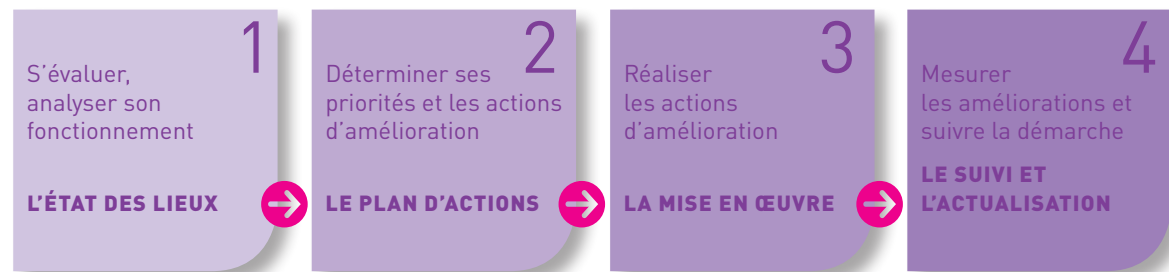 1
S'évaluer,
analyser son
fonctionnement
L'ÉTAT DES LIEUX
2
Déterminer ses
priorités et les actions
d'amélioration
LE PLAN D'ACTIONS
3
Réaliser
les actions
d'amélioration
LA MISE EN ŒUVRE
4
Mesurer
les améliorations et
suivre la démarche
LE SUIVI ET
L'ACTUALISATION